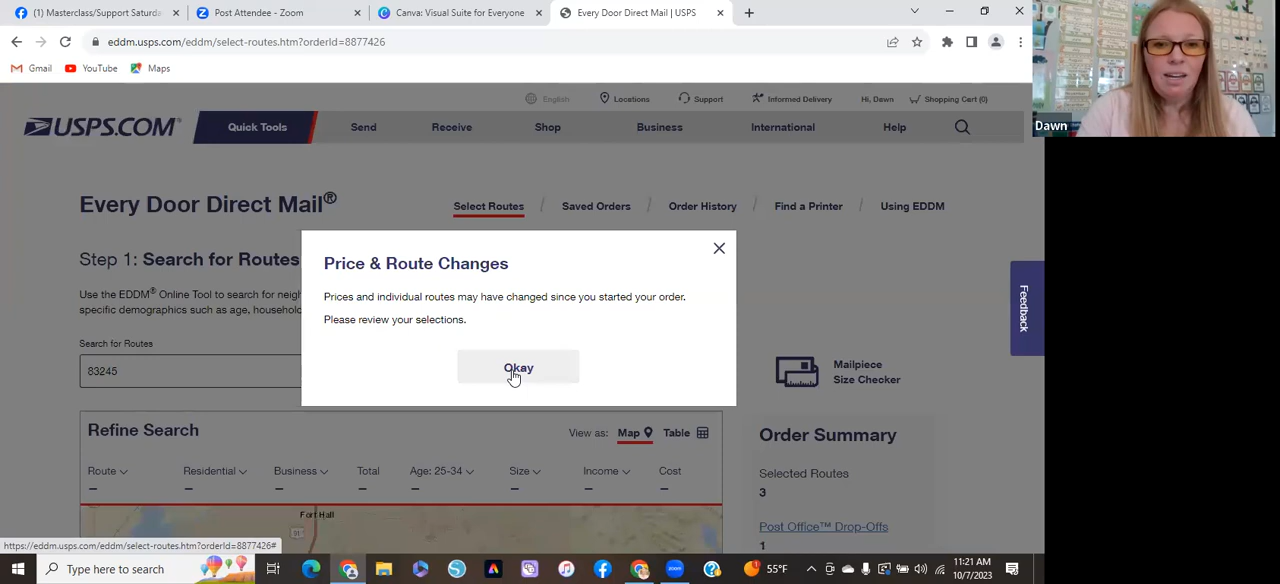 (1) Masterclass/Support Saturda
Post Attendee - Zoom
Canva: Visual Suite for Everyone
Every Door Direct Mail | USPS
eddm.usps.com/eddm/select-routes.htm?orderId=8877426
Gmail
YouTube
Maps
Dawn
English
Locations
Support
Informed Delivery
Hi, Dawn
Shopping Cart (0)
USPS.COM®
Quick Tools
Send
Receive
Shop
Business
International
Help
Every Door Direct Mail®
Select Routes / Saved Orders / Order History / Find a Printer / Using EDDM
Step 1: Search for Routes
Use the EDDM® Online Tool to search for neigh
specific demographics such as age, household
Search for Routes
83245
Price & Route Changes
Prices and individual routes may have changed since you started your order.
Please review your selections.
Okay
Feedback
Mailpiece
Size Checker
Refine Search
View as: Map Table
Route Residential Business Total Age: 25-34 Size Income Cost
– – – – – – – –
Fort Hall
91
Order Summary
Selected Routes
3
Post Office™ Drop-Offs
1
https://eddm.usps.com/eddm/select-routes.htm?orderId=8877426#
Type here to search
55°F
11:21 AM
10/7/2023